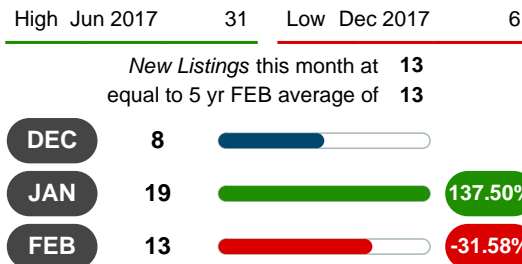 High Jun 2017 31 Low Dec 2017 6
New Listings this month at 13
equal to 5 yr FEB average of 13
DEC 8
JAN 19 137.50%
FEB 13 -31.58%